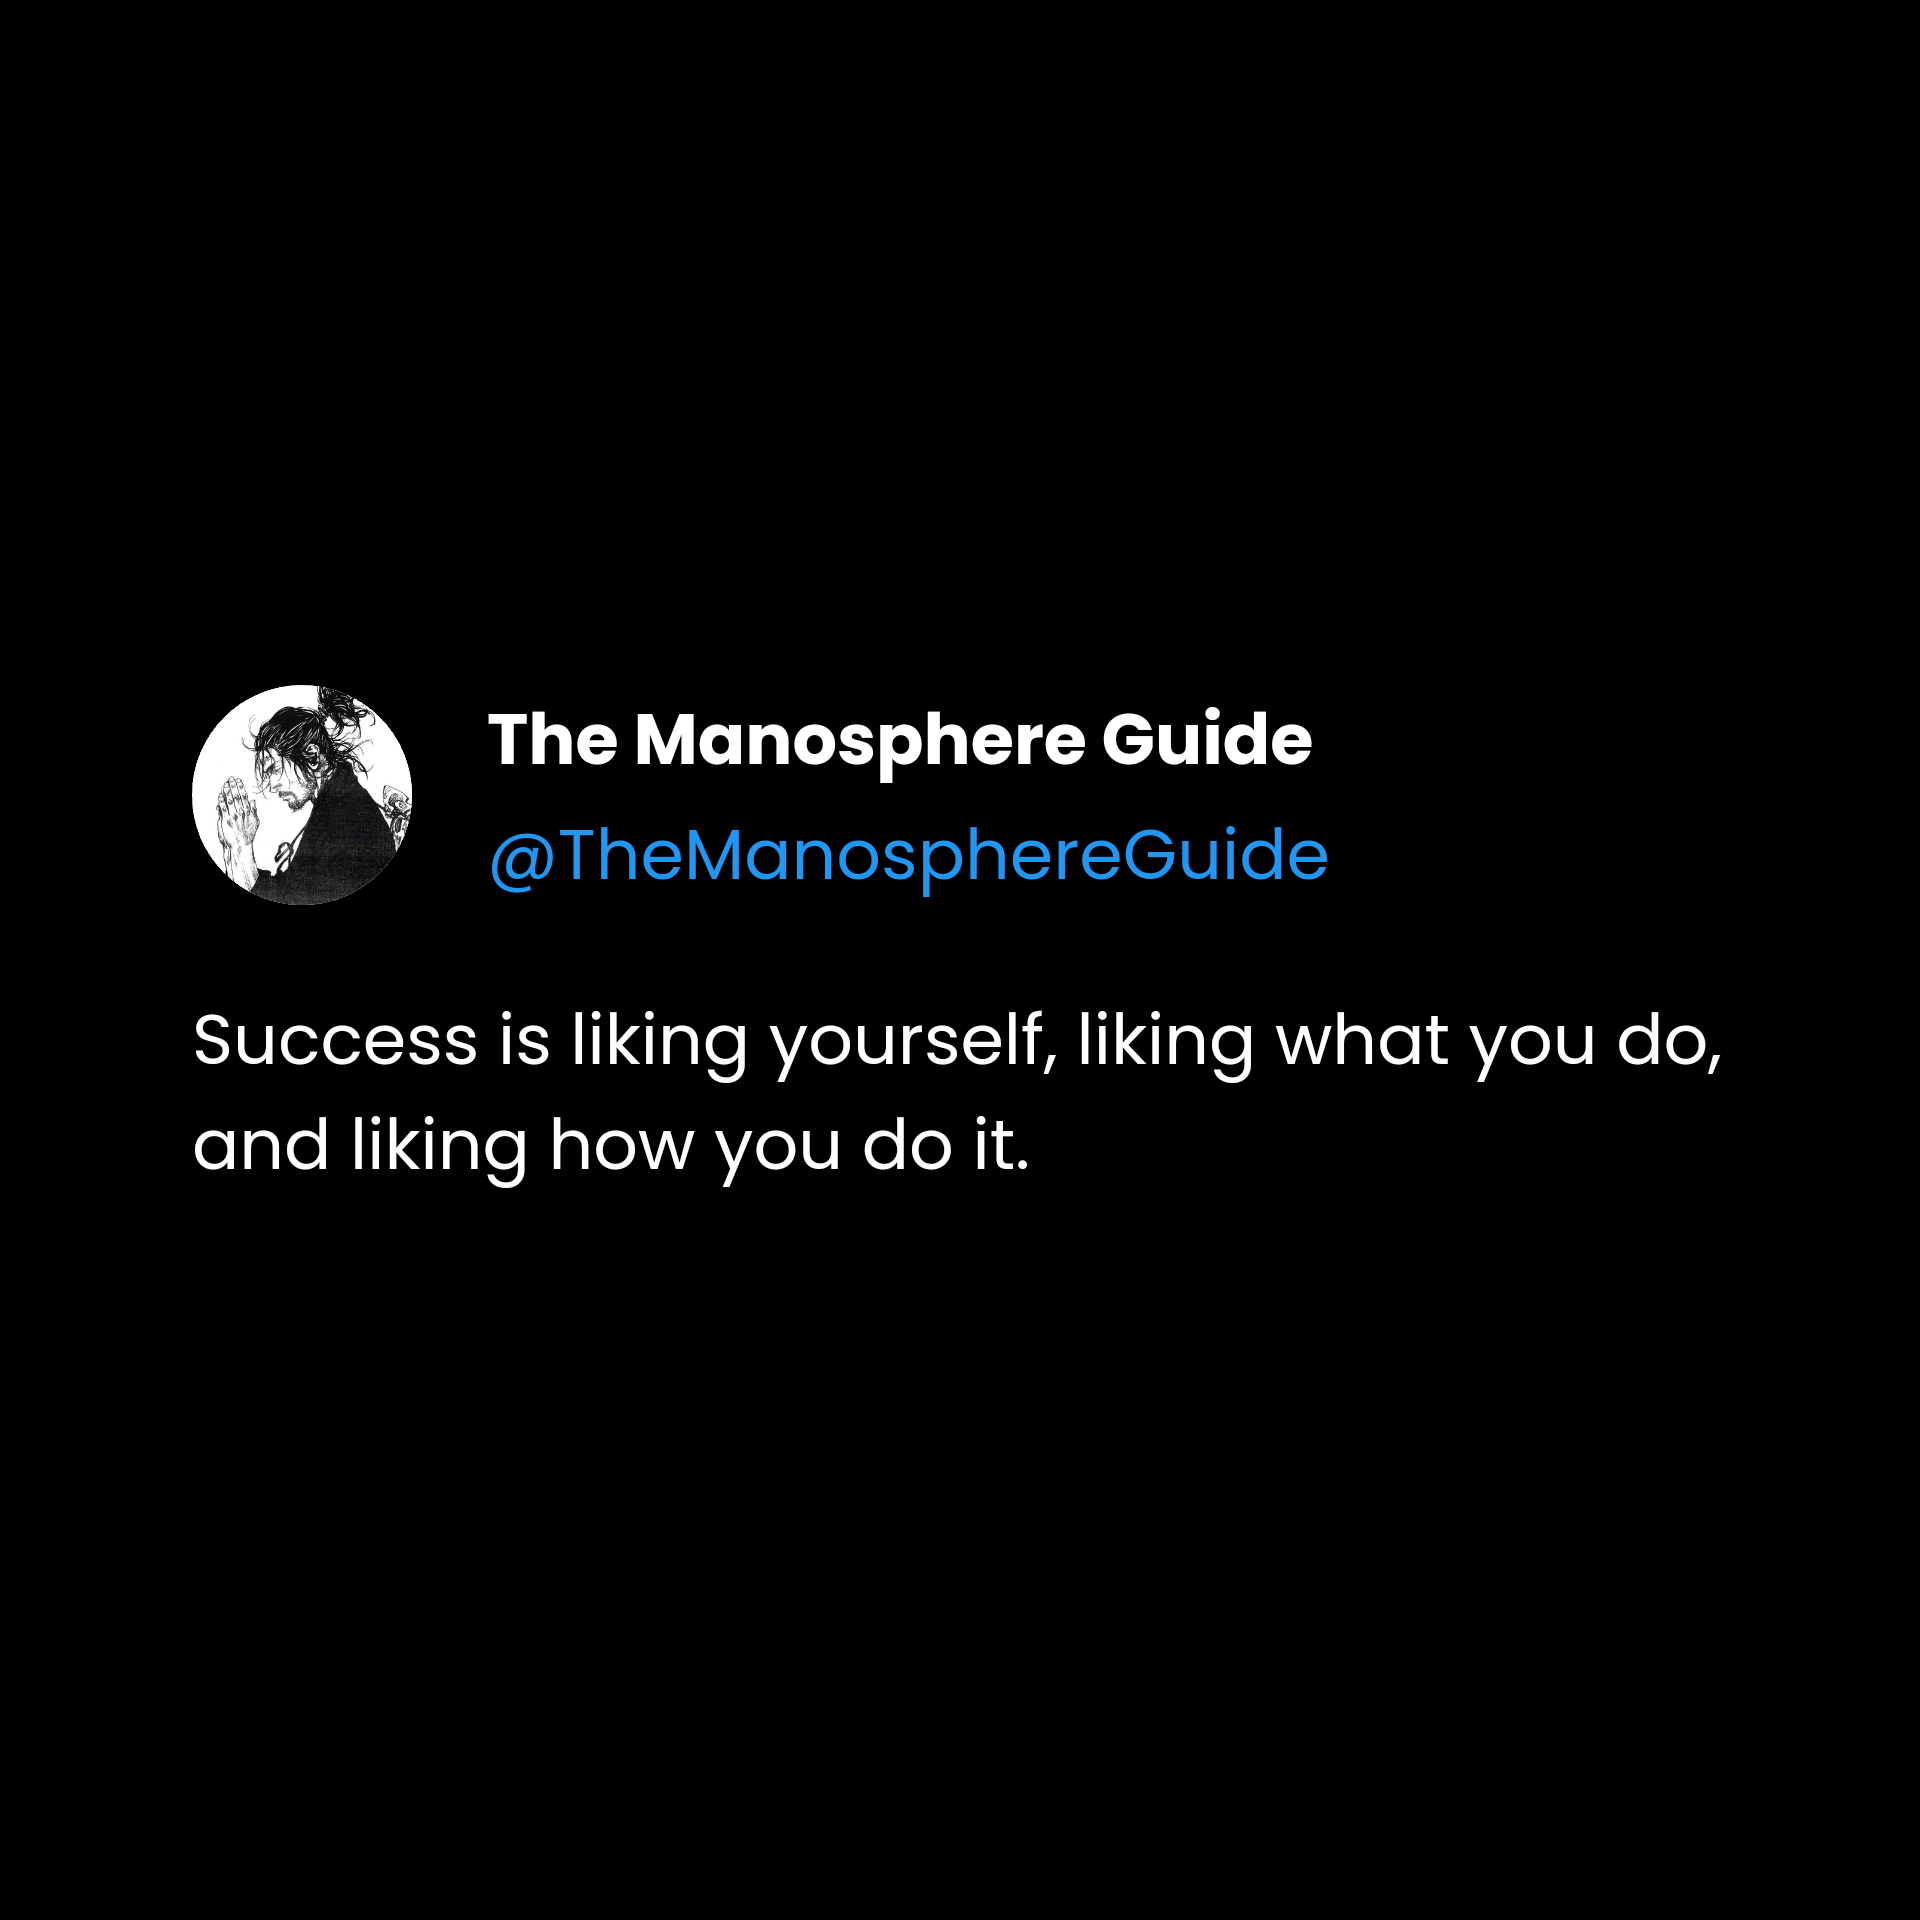 The Manosphere Guide
@TheManosphereGuide
Success is liking yourself, liking what you do,
and liking how you do it.